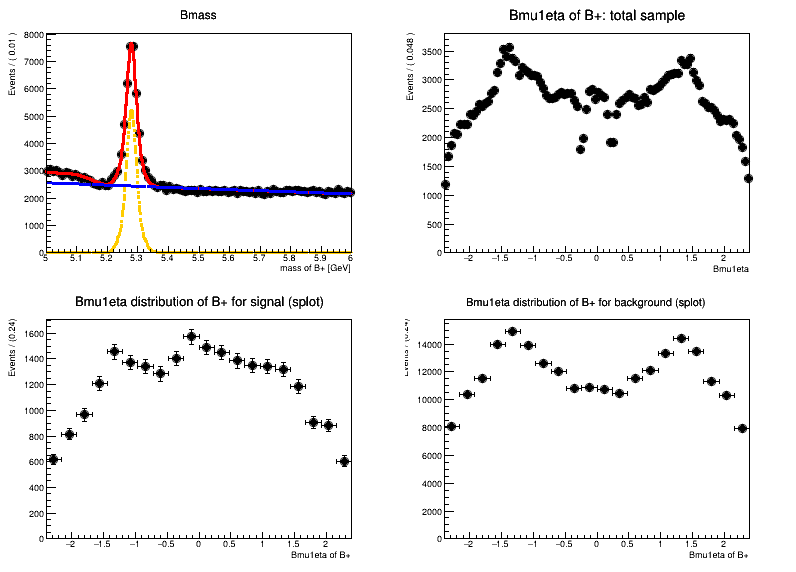 Bmass
Events / ( 0.01 )
8000
7000
6000
5000
4000
3000
2000
1000
0
5 5.1 5.2 5.3 5.4 5.5 5.6 5.7 5.8 5.9 6
mass of B+ [GeV]
Bmu1eta of B+: total sample
Events / ( 0.048 )
3500
3000
2500
2000
1500
1000
500
0
−2 −1.5 −1 −0.5 0 0.5 1 1.5 2
Bmu1eta
Bmu1eta distribution of B+ for signal (splot)
Events / (0.24)
1600
1400
1200
1000
800
600
400
200
0
−2 −1.5 −1 −0.5 0 0.5 1 1.5 2
Bmu1eta of B+
Bmu1eta distribution of B+ for background (splot)
Events / (0.24)
14000
12000
10000
8000
6000
4000
2000
0
−2 −1.5 −1 −0.5 0 0.5 1 1.5 2
Bmu1eta of B+